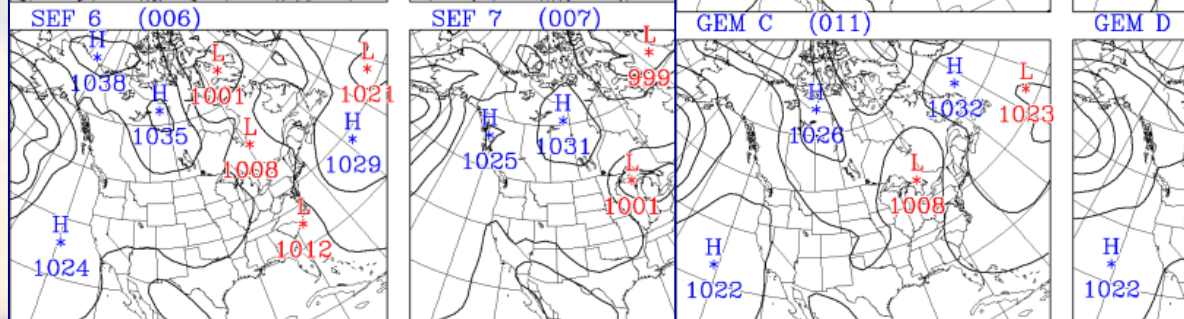 SEF 6 (006)
H
1038
L
1001
L
1021
H
1035
H
1029
L
1008
L
1012
H
1024
SEF 7 (007)
L
999
H
1025
H
1031
L
1001
GEM C (011)
H
1032
L
1023
H
1026
L
1008
H
1022
GEM D
H
1022